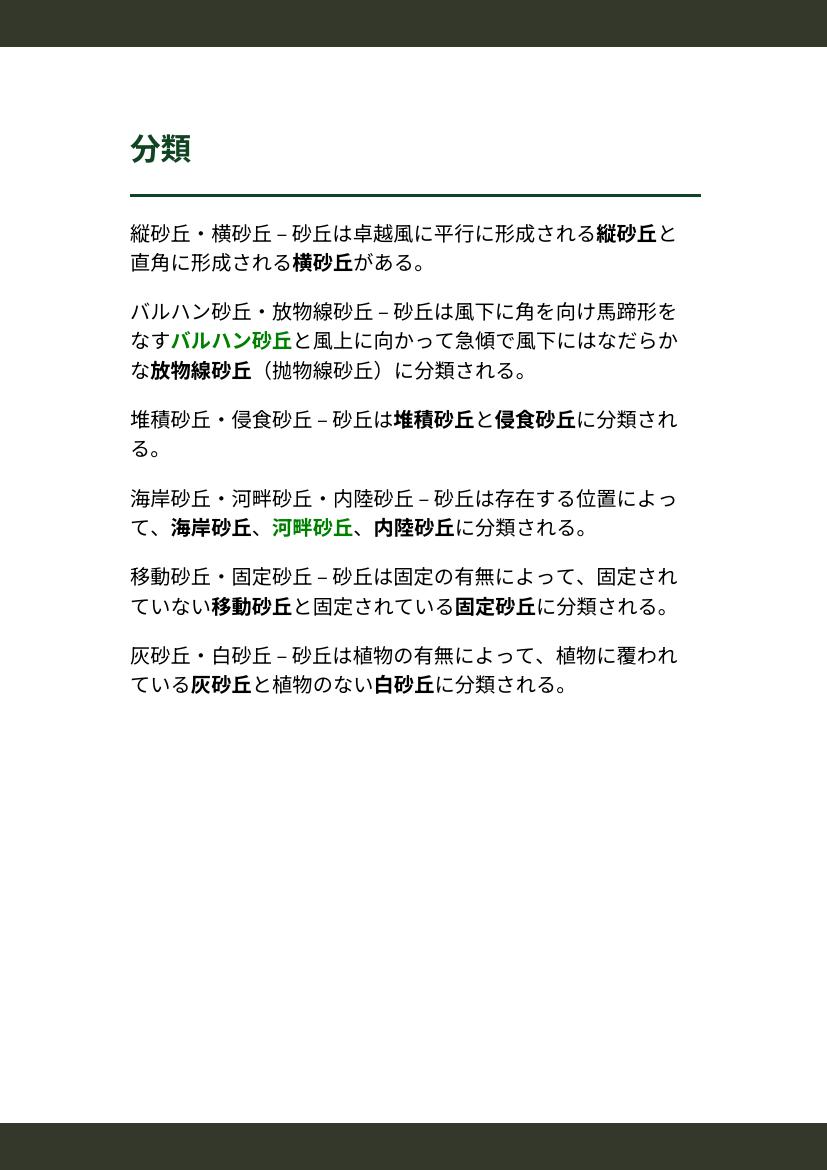 分類
縦砂丘・横砂丘 – 砂丘は卓越風に平行に形成される縦砂丘と
直角に形成される横砂丘がある。
バルハン砂丘・放物線砂丘 – 砂丘は風下に角を向け馬蹄形を
なすバルハン砂丘と風上に向かって急傾で風下にはなだらか
な放物線砂丘（抛物線砂丘）に分類される。
堆積砂丘・侵食砂丘 – 砂丘は堆積砂丘と侵食砂丘に分類され
る。
海岸砂丘・河畔砂丘・内陸砂丘 – 砂丘は存在する位置によっ
て、海岸砂丘、河畔砂丘、内陸砂丘に分類される。
移動砂丘・固定砂丘 – 砂丘は固定の有無によって、固定され
ていない移動砂丘と固定されている固定砂丘に分類される。
灰砂丘・白砂丘 – 砂丘は植物の有無によって、植物に覆われ
ている灰砂丘と植物のない白砂丘に分類される。